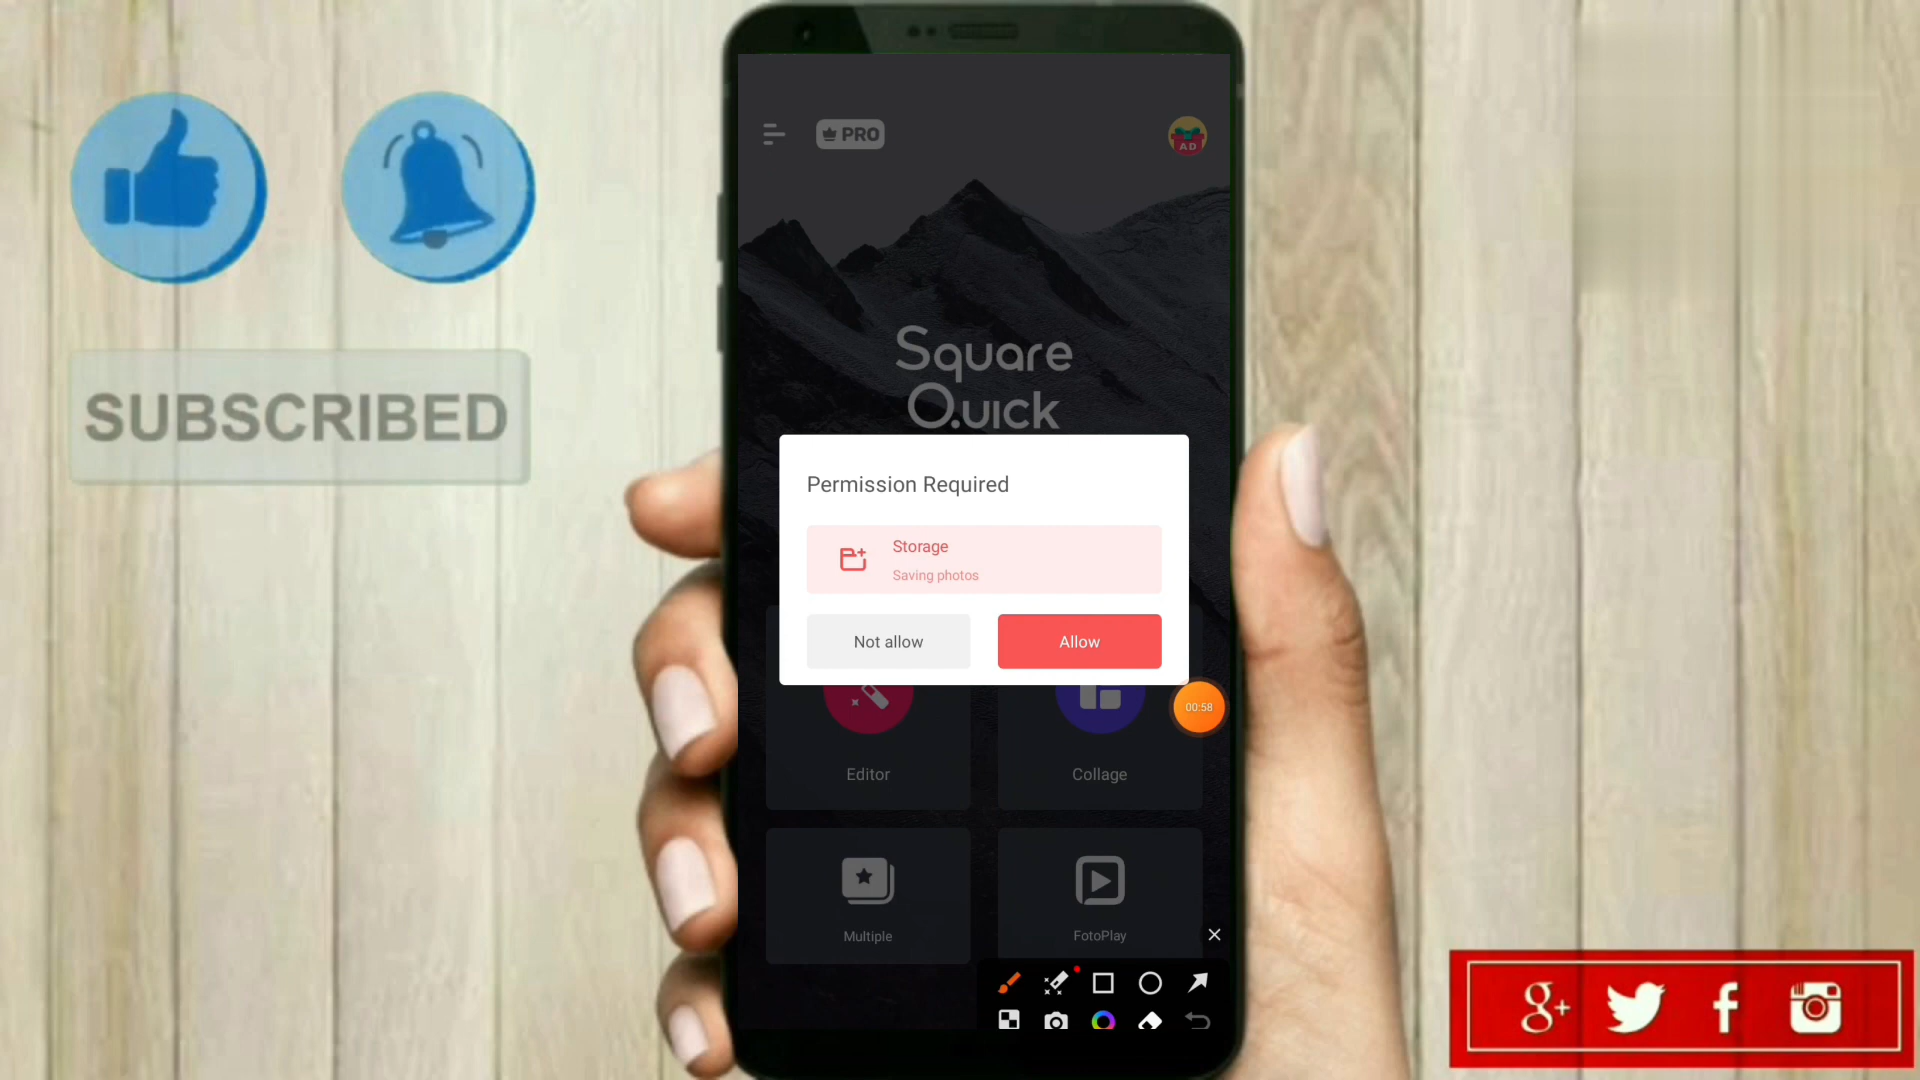 PRO
AD
SUBSCRIBED
Square
Quick
Permission Required
Storage
Saving photos
Not allow
Allow
00:58
Editor
Collage
Multiple
FotoPlay
g+
f